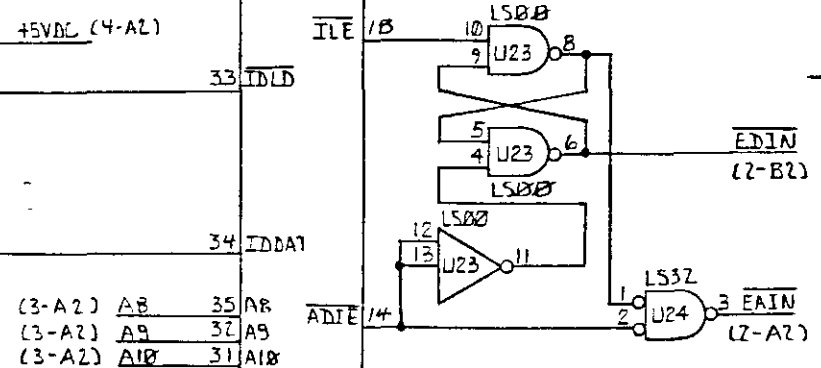 +5VDC (4-A2)
33 IDLD
34 IDDAT
(3-A2) A8 35 A8
(3-A2) A9 32 A9
(3-A2) A10 31 A10
ILE 18
ADIE 14
LS00
10 U23 8
9
5 U23 6
4
LS00
LS00
12 U23 11
13
EDIN
(2-B2)
LS32
1 U24 3
2
EAIN
(2-A2)